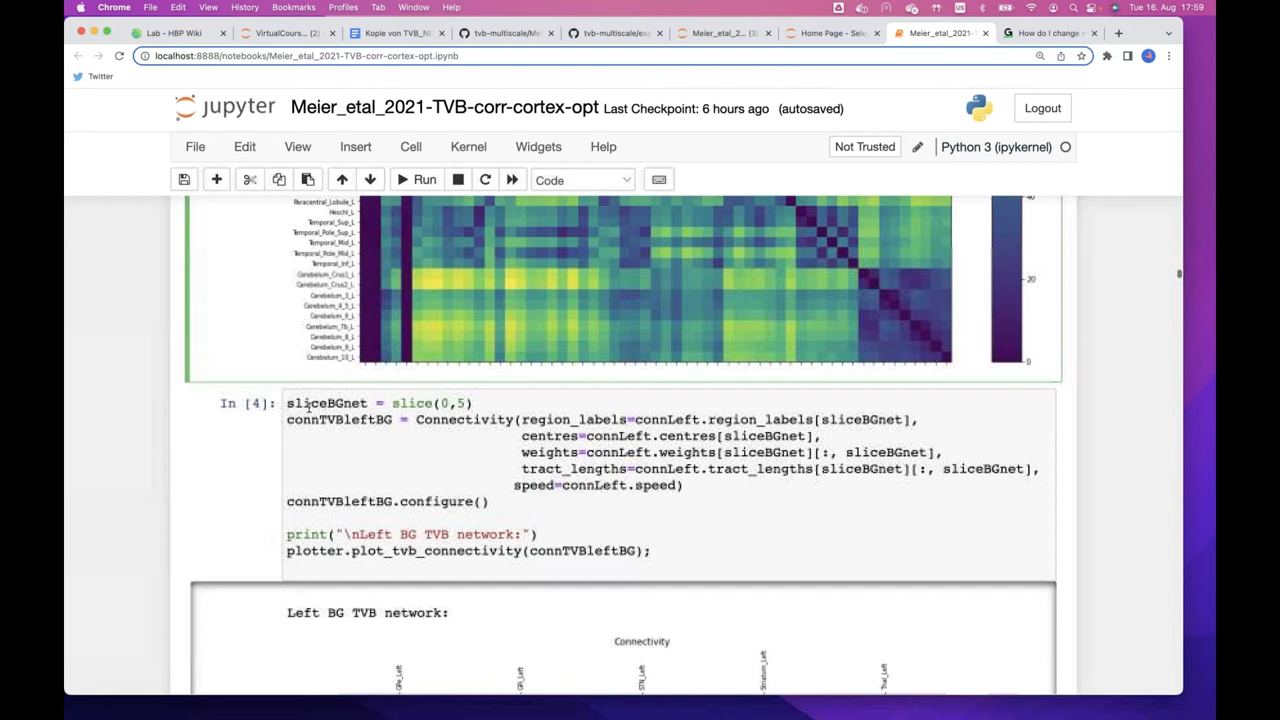 Chrome File Edit View History Bookmarks Profiles Tab Window Help Tue 16. Aug 17:59
Lab - HBP Wiki VirtualCours… (2) Kopie von TVB_N tvb-multiscale/Me tvb-multiscale/ex Meier_etal_2… (3) Home Page - Sele Meier_etal_2021- How do I change
localhost:8888/notebooks/Meier_etal_2021-TVB-corr-cortex-opt.ipynb
Twitter
jupyter Meier_etal_2021-TVB-corr-cortex-opt Last Checkpoint: 6 hours ago (autosaved) Logout
File Edit View Insert Cell Kernel Widgets Help Not Trusted Python 3 (ipykernel)
Run Code
Paracentral_Lobule_L
Heschl_L
Temporal_Sup_L
Temporal_Pole_Sup_L
Temporal_Mid_L
Temporal_Pole_Mid_L
Temporal_Inf_L
Cerebelum_Crus1_L
Cerebelum_Crus2_L
Cerebelum_3_L
Cerebelum_4_5_L
Cerebelum_6_L
Cerebelum_7b_L
Cerebelum_8_L
Cerebelum_9_L
Cerebelum_10_L
40
20
0
In [4]: sliceBGnet = slice(0,5)
connTVBleftBG = Connectivity(region_labels=connLeft.region_labels[sliceBGnet],
centres=connLeft.centres[sliceBGnet],
weights=connLeft.weights[sliceBGnet][:, sliceBGnet],
tract_lengths=connLeft.tract_lengths[sliceBGnet][:, sliceBGnet],
speed=connLeft.speed)
connTVBleftBG.configure()
print("\nLeft BG TVB network:")
plotter.plot_tvb_connectivity(connTVBleftBG);
Left BG TVB network:
Connectivity
GPe_Left
GPi_Left
STN_Left
Striatum_Left
Thal_Left